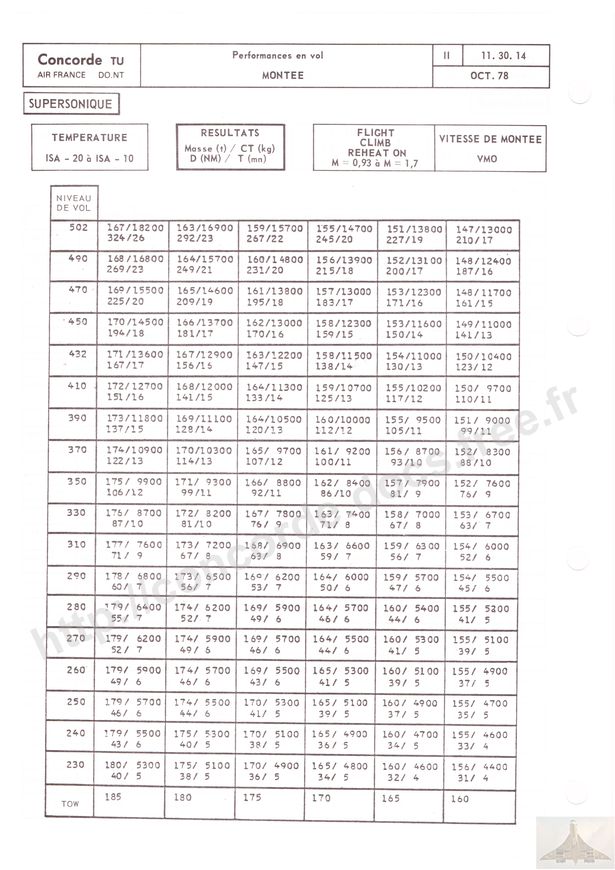 Concorde TU
AIR FRANCE DO.NT
Performances en vol
MONTEE
II
11. 30. 14
OCT. 78
SUPERSONIQUE
TEMPERATURE
ISA - 20 à ISA - 10
RESULTATS
Masse (t) / CT (kg)
D (NM) / T (mn)
FLIGHT
CLIMB
REHEAT ON
M = 0,93 à M = 1,7
VITESSE DE MONTEE
VMO
NIVEAU
DE VOL
502 167/18200 163/16900 159/15700 155/14700 151/13800 147/13000
324/26 292/23 267/22 245/20 227/19 210/17
490 168/16800 164/15700 160/14800 156/13900 152/13100 148/12400
269/23 249/21 231/20 215/18 200/17 187/16
470 169/15500 165/14600 161/13800 157/13000 153/12300 148/11700
225/20 209/19 195/18 183/17 171/16 161/15
450 170/14500 166/13700 162/13000 158/12300 153/11600 149/11000
194/18 181/17 170/16 159/15 150/14 141/13
432 171/13600 167/12900 163/12200 158/11500 154/11000 150/10400
167/17 156/16 147/15 138/14 130/13 123/12
410 172/12700 168/12000 164/11300 159/10700 155/10200 150/ 9700
151/16 141/15 133/14 125/13 117/12 110/11
390 173/11800 169/11100 164/10500 160/10000 155/ 9500 151/ 9000
137/15 128/14 120/13 112/12 105/11 99/11
370 174/10900 170/10300 165/ 9700 161/ 9200 156/ 8700 152/ 8300
122/13 114/13 107/12 100/11 93/10 88/10
350 175/ 9900 171/ 9300 166/ 8800 162/ 8400 157/ 7900 152/ 7600
106/12 99/11 92/11 86/10 81/ 9 76/ 9
330 176/ 8700 172/ 8200 167/ 7800 163/ 7400 158/ 7000 153/ 6700
87/10 81/10 76/ 9 71/ 8 67/ 8 63/ 7
310 177/ 7600 173/ 7200 168/ 6900 163/ 6600 159/ 6300 154/ 6000
71/ 9 67/ 8 63/ 8 59/ 7 56/ 7 52/ 6
290 178/ 6800 173/ 6500 169/ 6200 164/ 6000 159/ 5700 154/ 5500
60/ 7 56/ 7 53/ 7 50/ 6 47/ 6 45/ 6
280 179/ 6400 174/ 6200 169/ 5900 164/ 5700 160/ 5400 155/ 5200
55/ 7 52/ 7 49/ 6 46/ 6 44/ 6 41/ 5
270 179/ 6200 174/ 5900 169/ 5700 164/ 5500 160/ 5300 155/ 5100
52/ 7 49/ 6 46/ 6 44/ 6 41/ 5 39/ 5
260 179/ 5900 174/ 5700 169/ 5500 165/ 5300 160/ 5100 155/ 4900
49/ 6 46/ 6 43/ 6 41/ 5 39/ 5 37/ 5
250 179/ 5700 174/ 5500 170/ 5300 165/ 5100 160/ 4900 155/ 4700
46/ 6 44/ 6 41/ 5 39/ 5 37/ 5 35/ 5
240 179/ 5500 175/ 5300 170/ 5100 165/ 4900 160/ 4700 155/ 4600
43/ 6 40/ 5 38/ 5 36/ 5 34/ 5 33/ 4
230 180/ 5300 175/ 5100 170/ 4900 165/ 4800 160/ 4600 156/ 4400
40/ 5 38/ 5 36/ 5 34/ 5 32/ 4 31/ 4
TOW 185 180 175 170 165 160
http://concorde.docs.free.fr